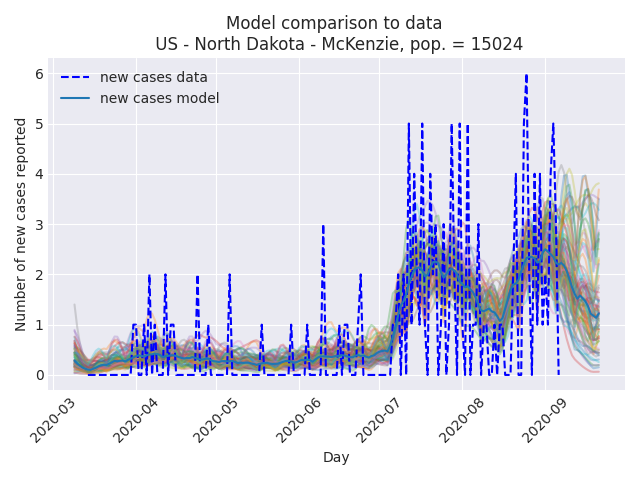 Model comparison to data
US - North Dakota - McKenzie, pop. = 15024
new cases data
new cases model
Number of new cases reported
6
5
4
3
2
1
0
2020-03
2020-04
2020-05
2020-06
2020-07
2020-08
2020-09
Day